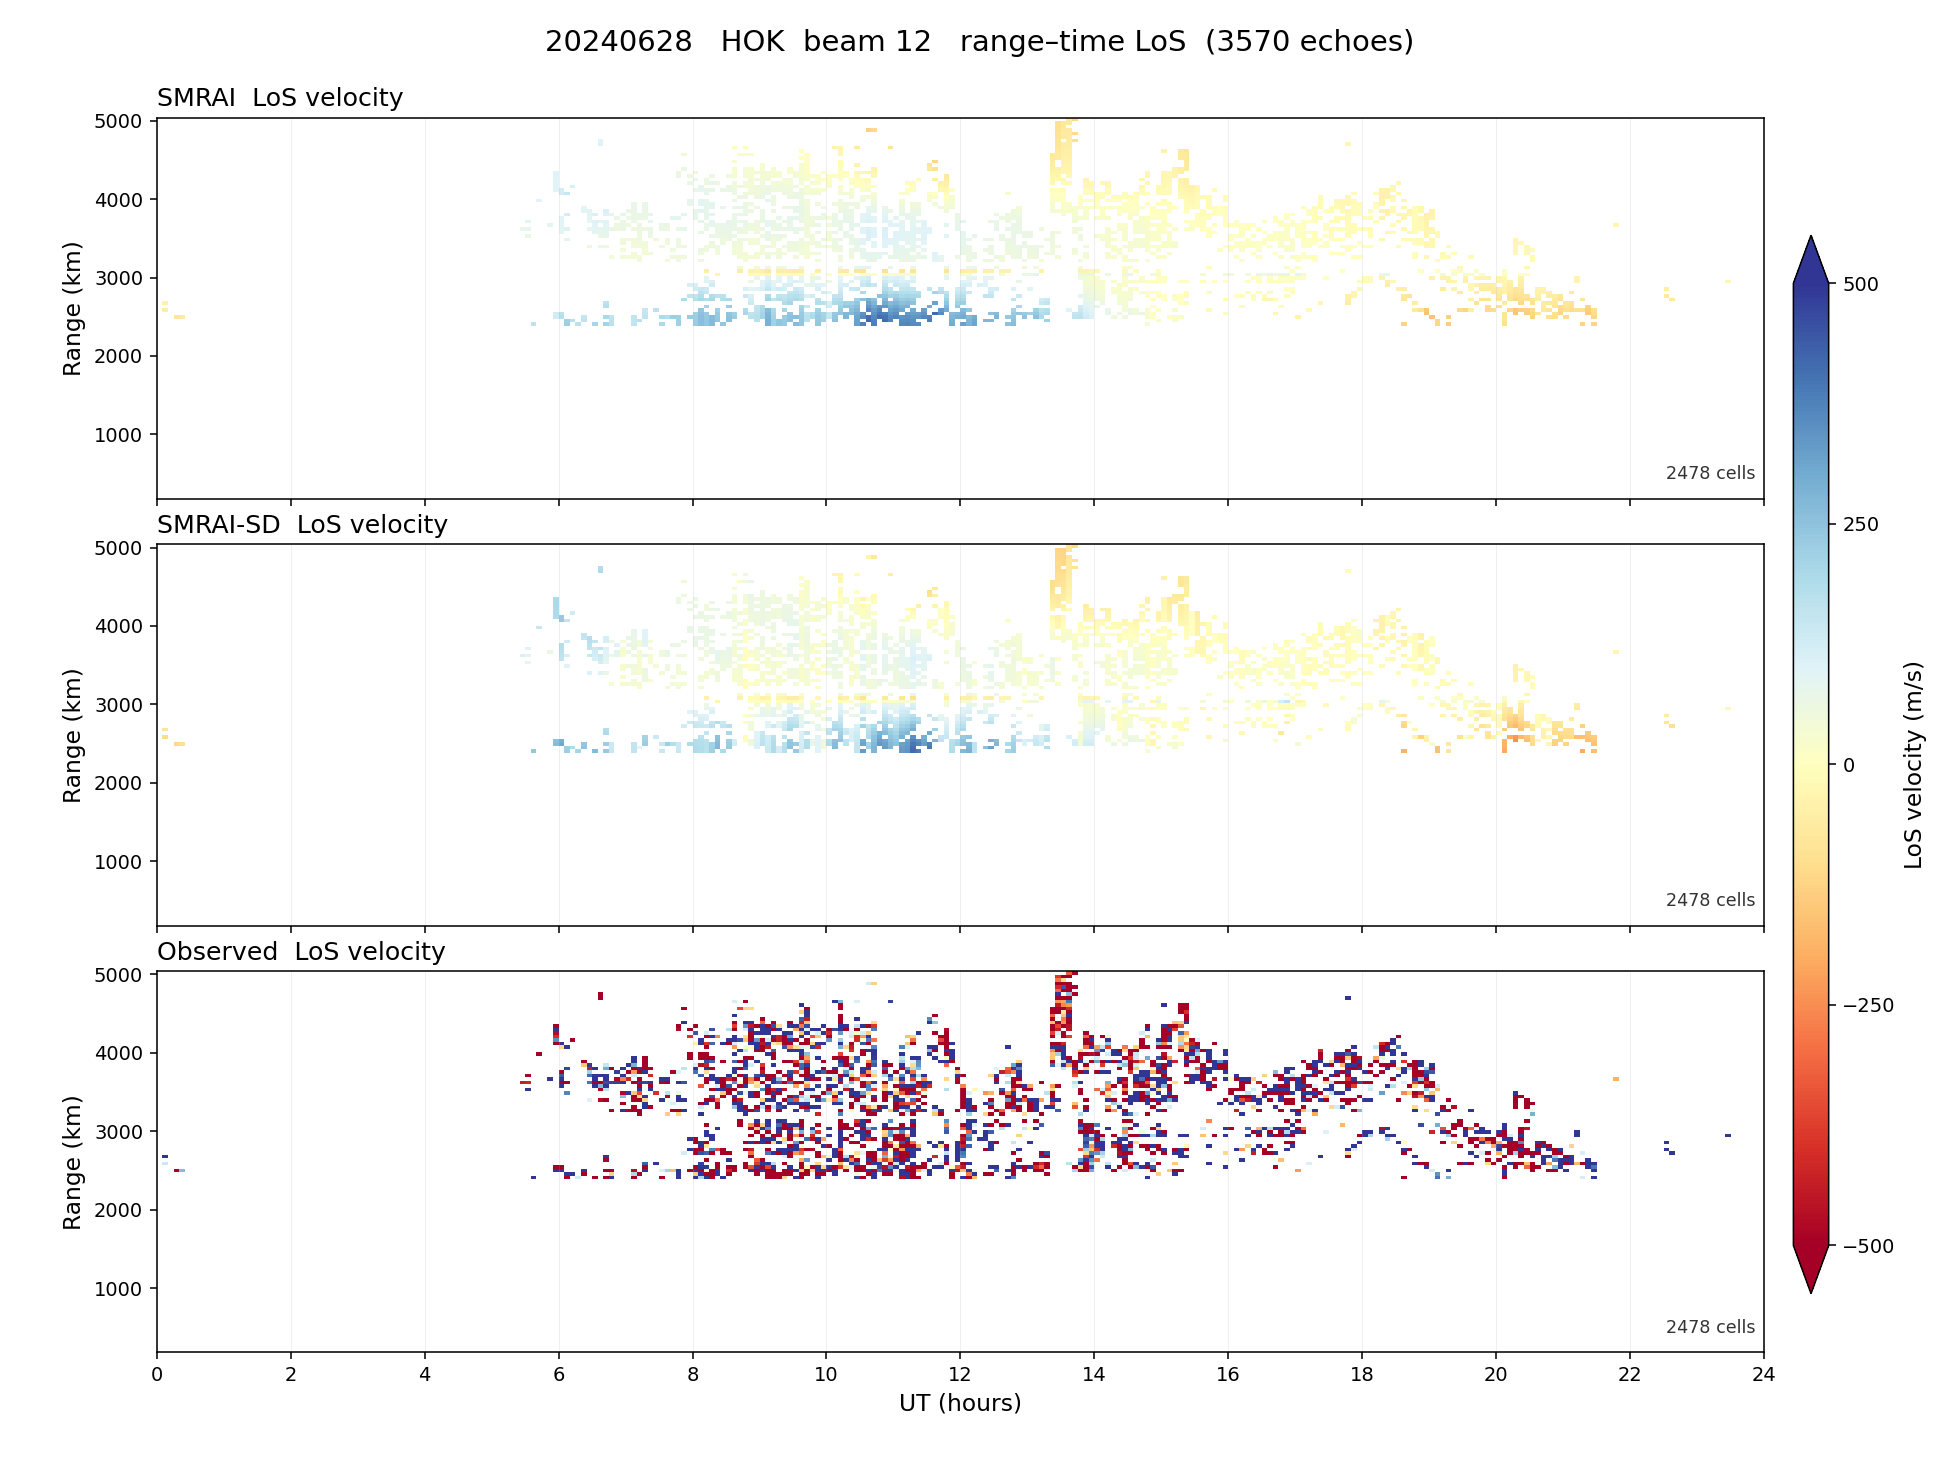 20240628   HOK  beam 12   range–time LoS  (3570 echoes)
SMRAI  LoS velocity
5000
4000
3000
2000
1000
Range (km)
2478 cells
SMRAI-SD  LoS velocity
5000
4000
3000
2000
1000
Range (km)
2478 cells
Observed  LoS velocity
5000
4000
3000
2000
1000
Range (km)
2478 cells
0 2 4 6 8 10 12 14 16 18 20 22 24
UT (hours)
500
250
0
−250
−500
LoS velocity (m/s)